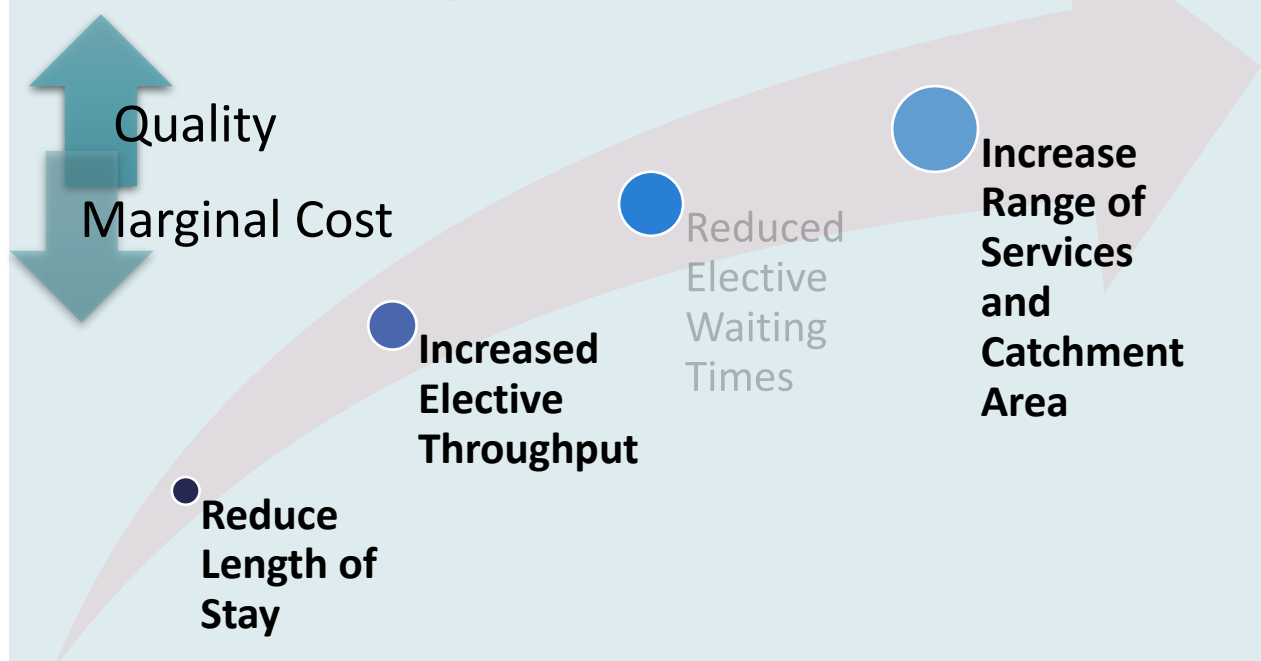 Quality
Marginal Cost
Reduce
Length of
Stay
Increased
Elective
Throughput
Reduced
Elective
Waiting
Times
Increase
Range of
Services
and
Catchment
Area